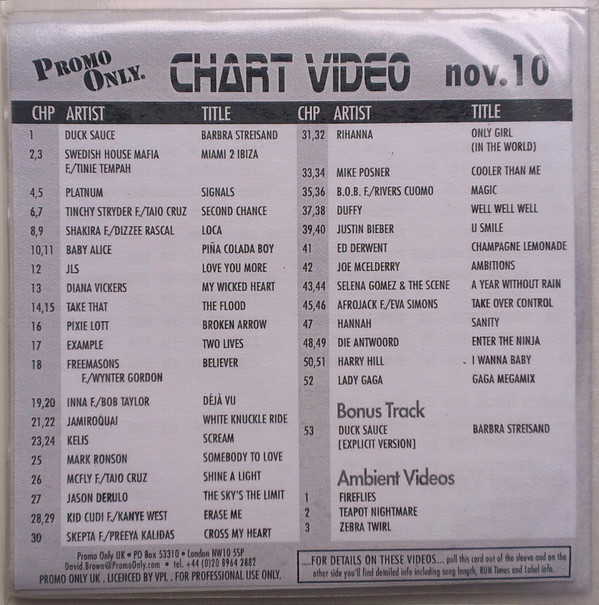 PROMO ONLY. CHART VIDEO nov.10
CHP ARTIST TITLE
1 DUCK SAUCE BARBRA STREISAND
2,3 SWEDISH HOUSE MAFIA MIAMI 2 IBIZA
F./TINIE TEMPAH
4,5 PLATNUM SIGNALS
6,7 TINCHY STRYDER F./TAIO CRUZ SECOND CHANCE
8,9 SHAKIRA F./DIZZEE RASCAL LOCA
10,11 BABY ALICE PIÑA COLADA BOY
12 JLS LOVE YOU MORE
13 DIANA VICKERS MY WICKED HEART
14,15 TAKE THAT THE FLOOD
16 PIXIE LOTT BROKEN ARROW
17 EXAMPLE TWO LIVES
18 FREEMASONS BELIEVER
F./WYNTER GORDON
19,20 INNA F./BOB TAYLOR DÉJÀ VU
21,22 JAMIROQUAI WHITE KNUCKLE RIDE
23,24 KELIS SCREAM
25 MARK RONSON SOMEBODY TO LOVE
26 MCFLY F./TAIO CRUZ SHINE A LIGHT
27 JASON DERULO THE SKY'S THE LIMIT
28,29 KID CUDI F./KANYE WEST ERASE ME
30 SKEPTA F/PREEYA KALIDAS CROSS MY HEART
CHP ARTIST TITLE
31,32 RIHANNA ONLY GIRL
(IN THE WORLD)
33,34 MIKE POSNER COOLER THAN ME
35,36 B.O.B. F./RIVERS CUOMO MAGIC
37,38 DUFFY WELL WELL WELL
39,40 JUSTIN BIEBER U SMILE
41 ED DERWENT CHAMPAGNE LEMONADE
42 JOE MCELDERRY AMBITIONS
43,44 SELENA GOMEZ & THE SCENE A YEAR WITHOUT RAIN
45,46 AFROJACK F./EVA SIMONS TAKE OVER CONTROL
47 HANNAH SANITY
48,49 DIE ANTWOORD ENTER THE NINJA
50,51 HARRY HILL I WANNA BABY
52 LADY GAGA GAGA MEGAMIX
Bonus Track
53 DUCK SAUCE BARBRA STREISAND
[EXPLICIT VERSION]
Ambient Videos
1 FIREFLIES
2 TEAPOT NIGHTMARE
3 ZEBRA TWIRL
Promo Only UK • PO Box 53310 • London NW10 5SP
David.Brown@PromoOnly.com • tel. +44 (0)20 8964 2882
PROMO ONLY UK . LICENCED BY VPL . FOR PROFESSIONAL USE ONLY.
....FOR DETAILS ON THESE VIDEOS... pull this card out of the sleeve and on the
other side you'll find detailed info including song length, RUN Times and Label info.